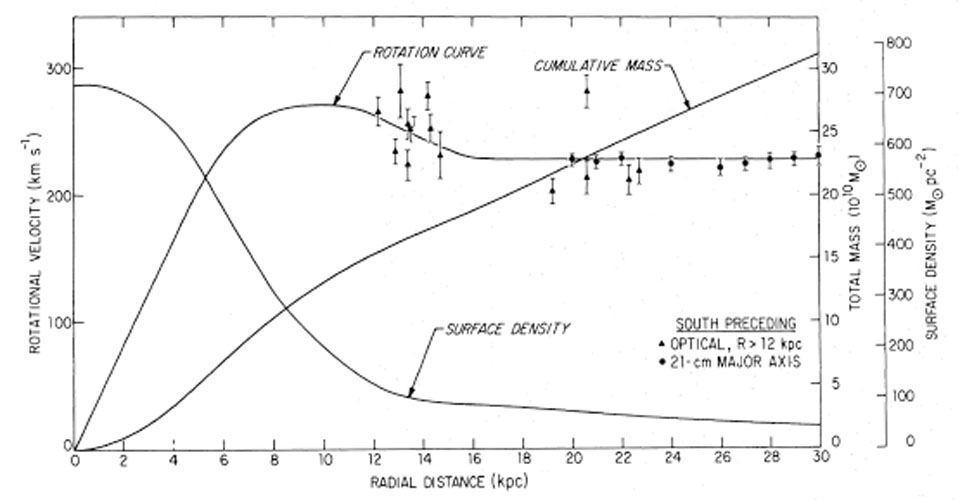 ROTATION CURVE
CUMULATIVE MASS
SURFACE DENSITY
SOUTH PRECEDING
▲ OPTICAL, R > 12 kpc
● 21-cm MAJOR AXIS
ROTATIONAL VELOCITY (km s⁻¹)
300
200
100
0
0 2 4 6 8 10 12 14 16 18 20 22 24 26 28 30
RADIAL DISTANCE (kpc)
30
25
20
15
10
5
0
TOTAL MASS (10¹⁰ M⊙)
800
700
600
500
400
300
200
100
0
SURFACE DENSITY (M⊙ pc⁻²)